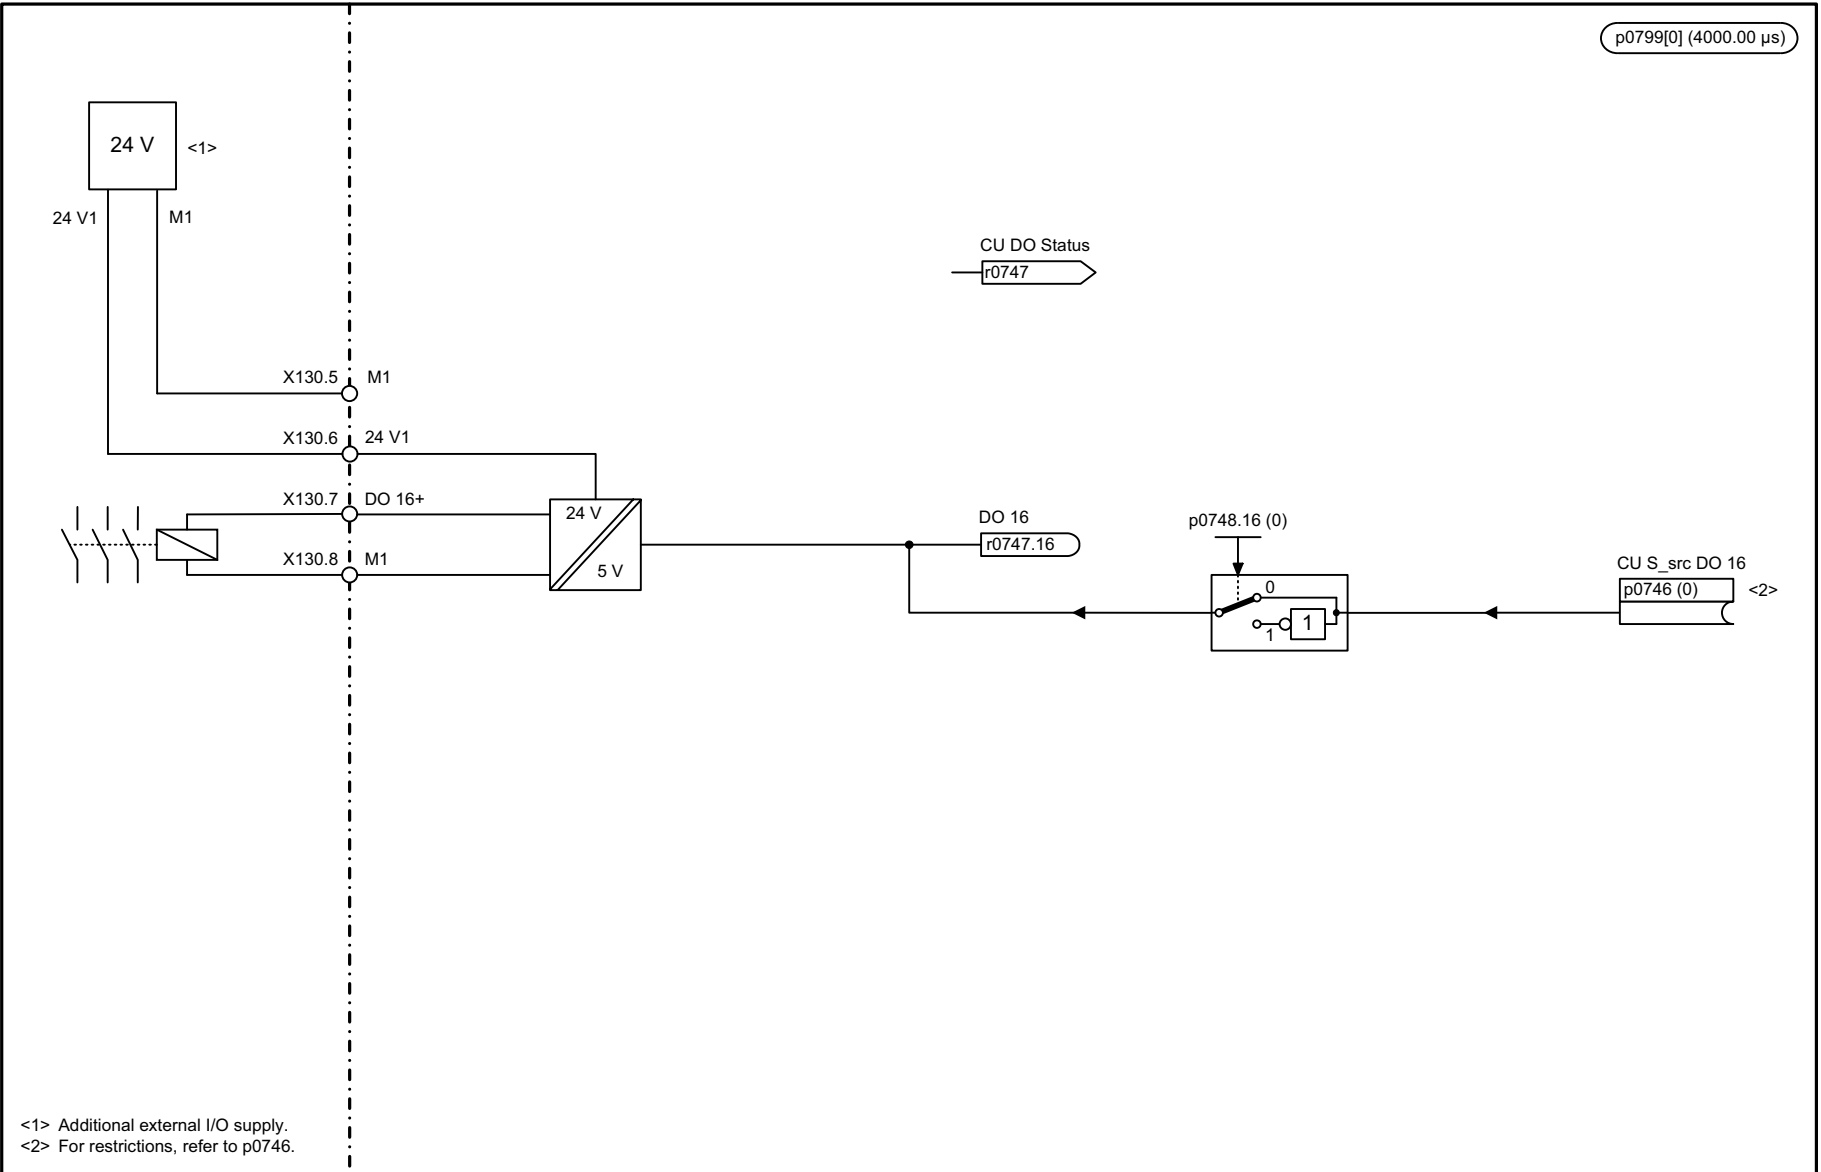 p0799[0] (4000.00 µs)
24 V
<1>
24 V1
M1
CU DO Status
r0747
X130.5
M1
X130.6
24 V1
X130.7
DO 16+
24 V
5 V
X130.8
M1
DO 16
r0747.16
p0748.16 (0)
0
1
1
CU S_src DO 16
p0746 (0)
<2>
<1> Additional external I/O supply.
<2> For restrictions, refer to p0746.